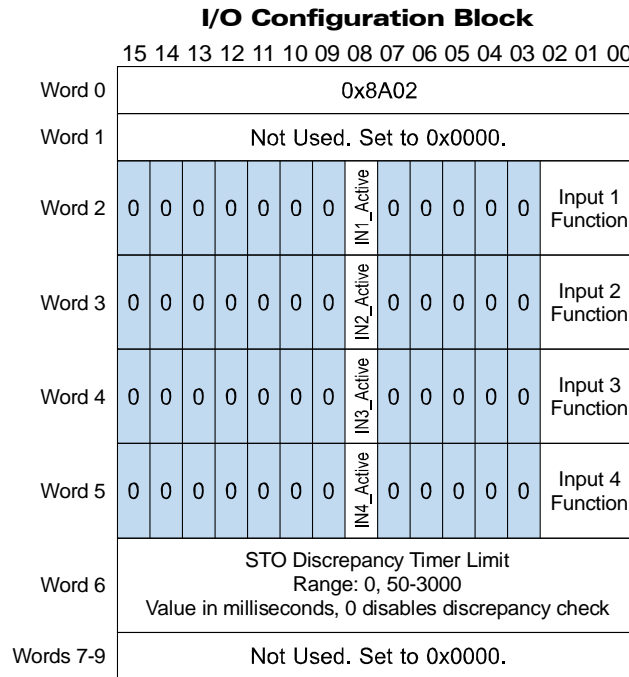 I/O Configuration Block
15 14 13 12 11 10 09 08 07 06 05 04 03 02 01 00
Word 0 0x8A02
Word 1 Not Used. Set to 0x0000.
Word 2 0 0 0 0 0 0 0 IN1_Active 0 0 0 0 0 Input 1
Function
Word 3 0 0 0 0 0 0 0 IN2_Active 0 0 0 0 0 Input 2
Function
Word 4 0 0 0 0 0 0 0 IN3_Active 0 0 0 0 0 Input 3
Function
Word 5 0 0 0 0 0 0 0 IN4_Active 0 0 0 0 0 Input 4
Function
Word 6 STO Discrepancy Timer Limit
Range: 0, 50-3000
Value in milliseconds, 0 disables discrepancy check
Words 7-9 Not Used. Set to 0x0000.